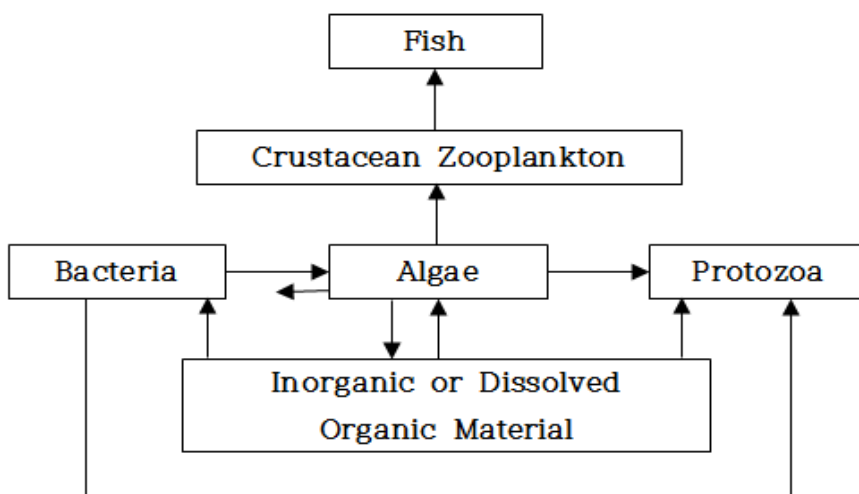 Fish
Crustacean Zooplankton
Bacteria
Algae
Protozoa
Inorganic or Dissolved
Organic Material